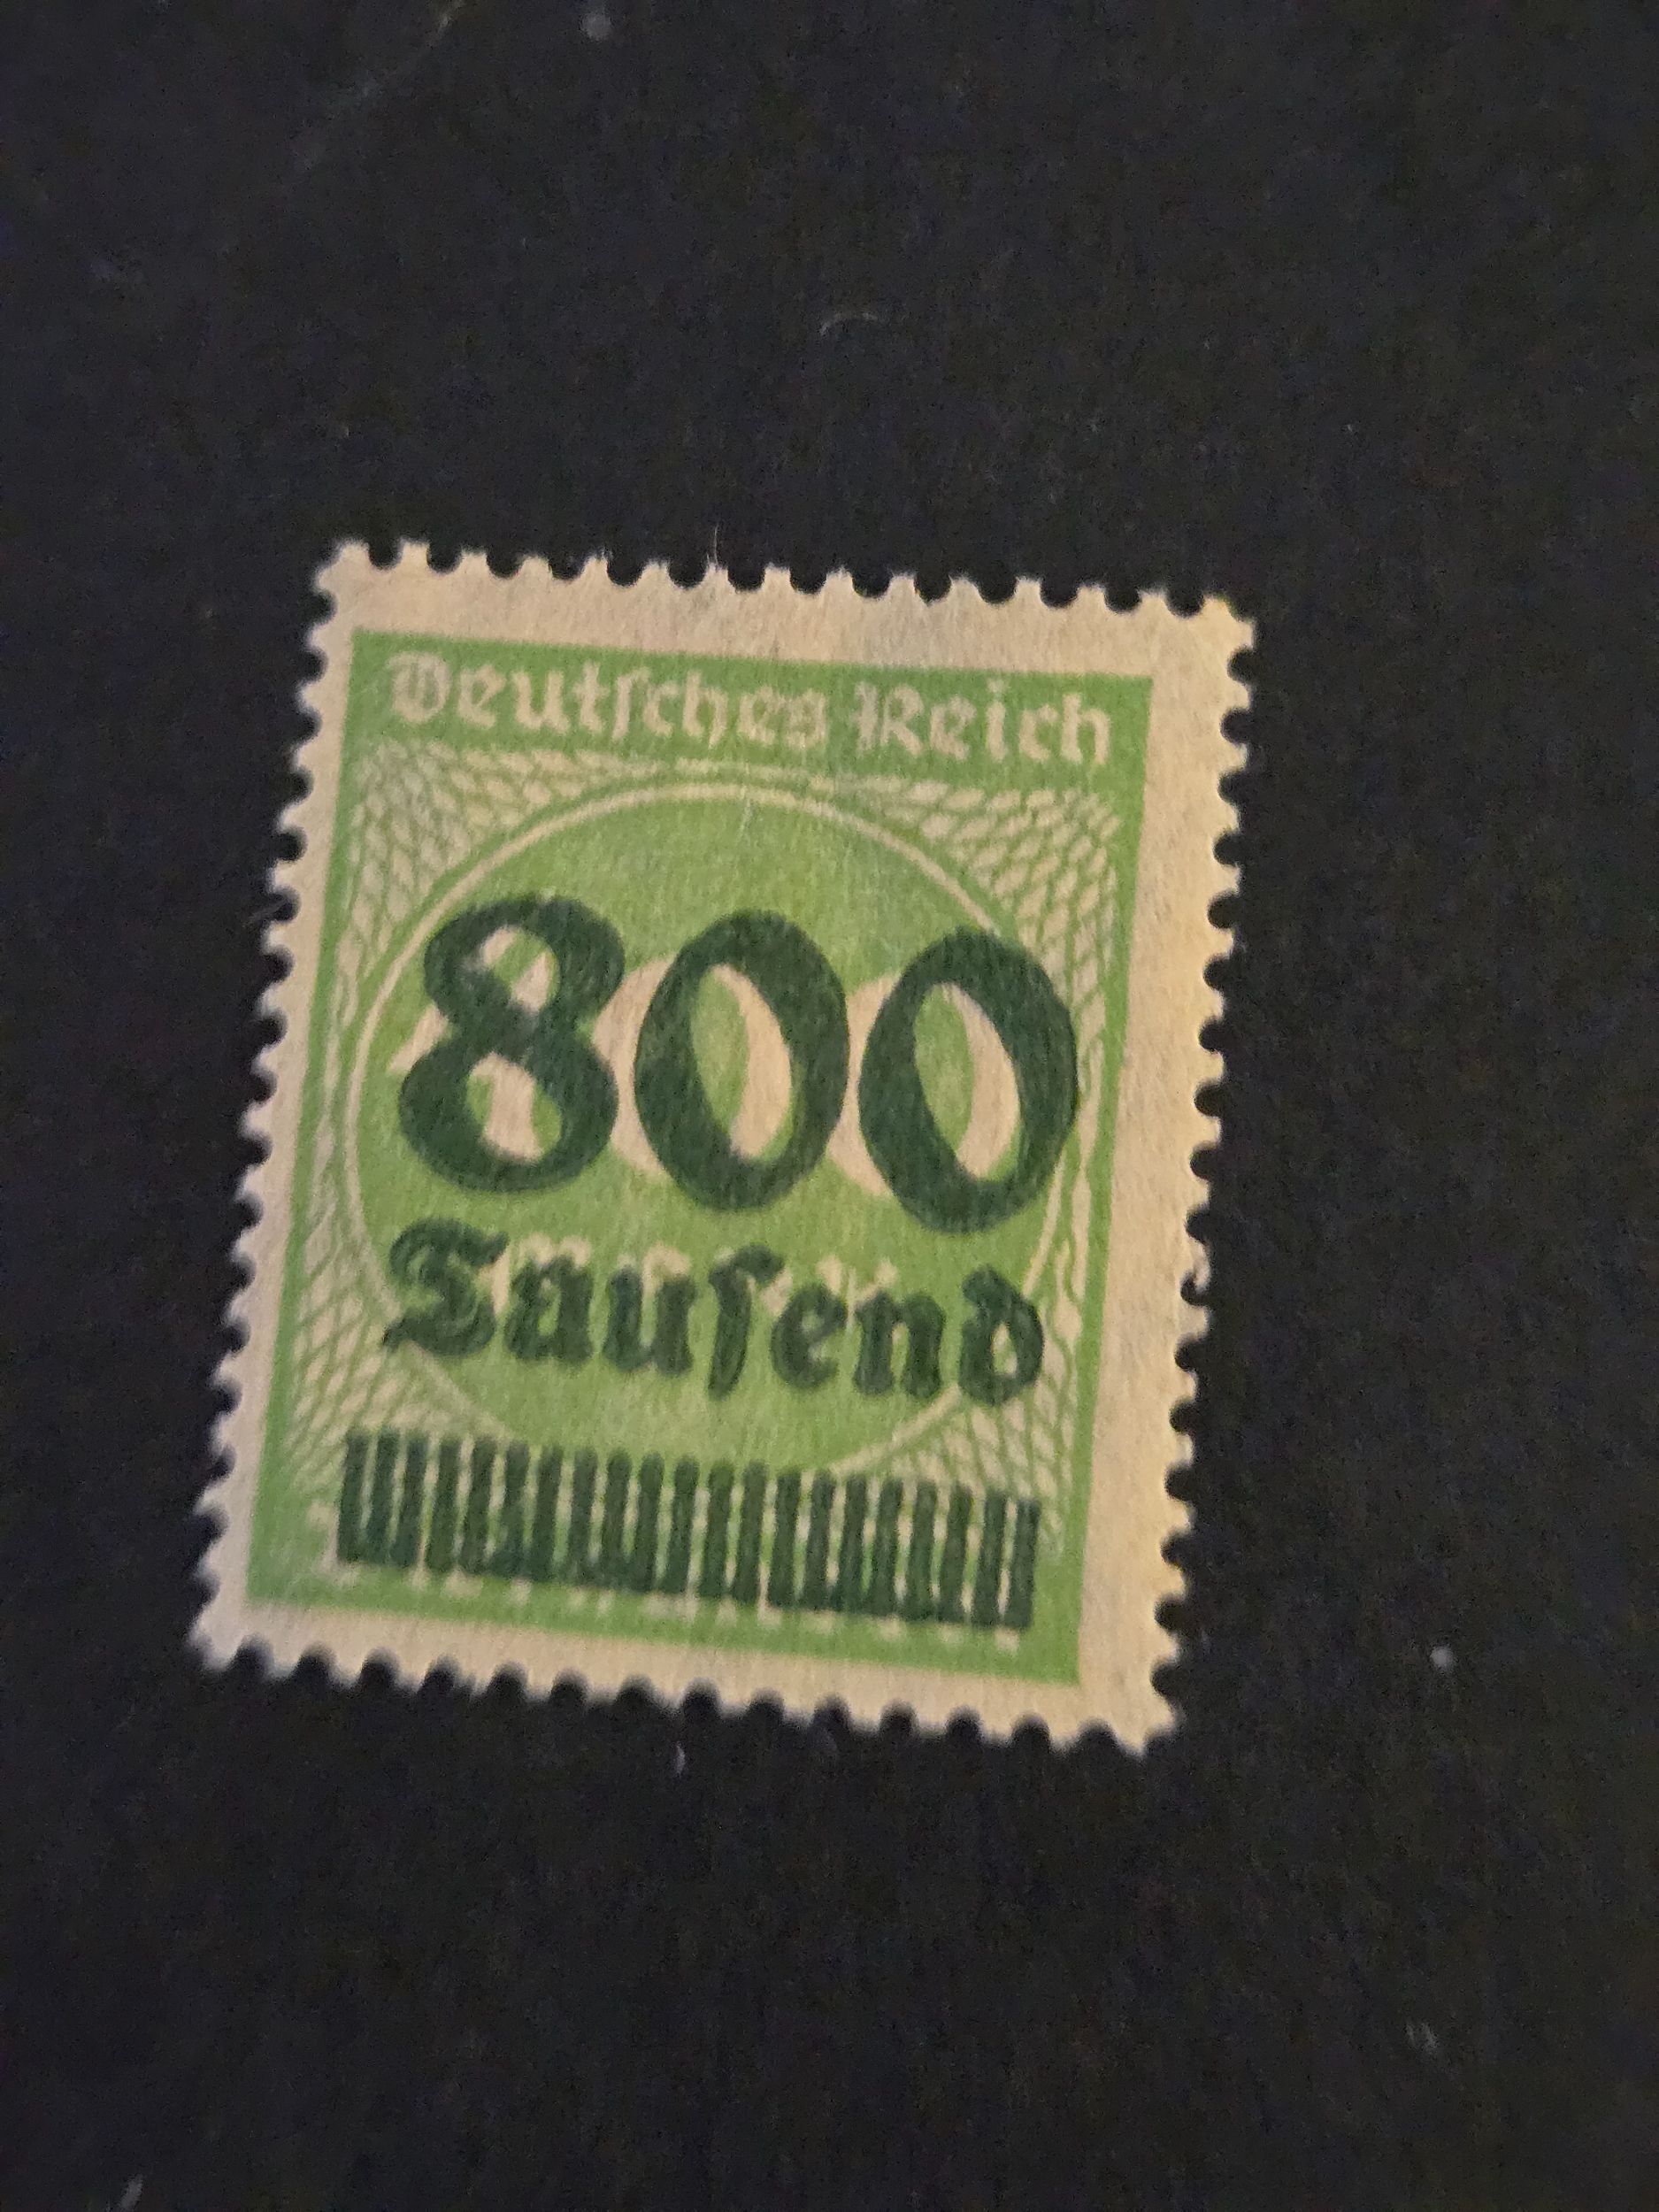 Deutſches Reich
800
Tauſend